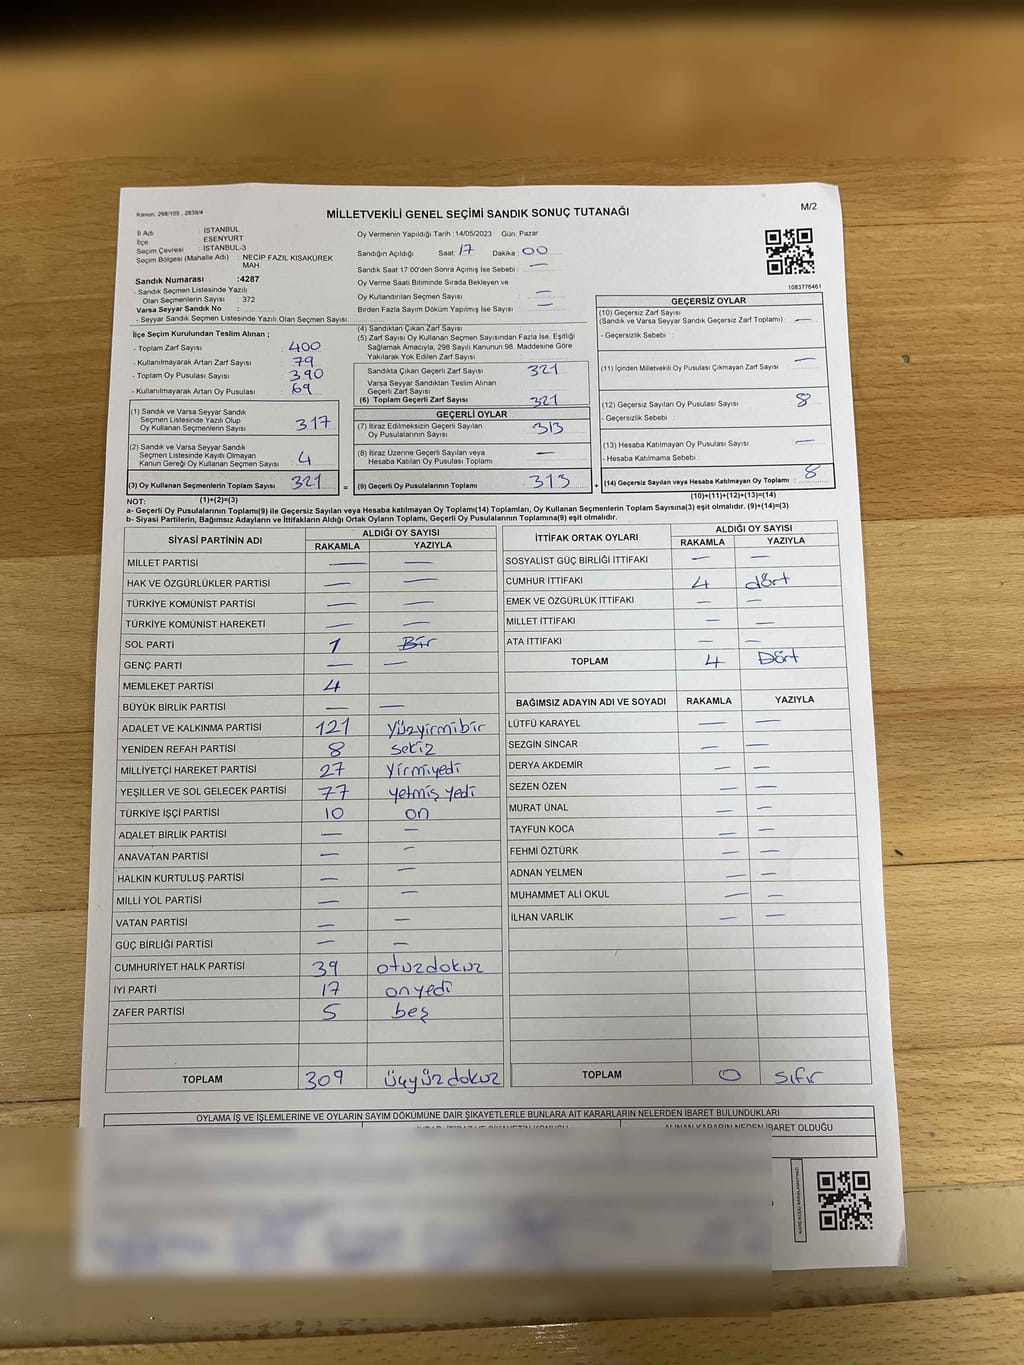 Kanun, 298/105 , 2839/4
MİLLETVEKİLİ GENEL SEÇİMİ SANDIK SONUÇ TUTANAĞI
M/2
İl Adı : İSTANBUL
İlçe : ESENYURT
Seçim Çevresi : İSTANBUL-3
Seçim Bölgesi (Mahalle Adı) : NECİP FAZIL KISAKÜREK MAH.
Sandık Numarası :4287
- Sandık Seçmen Listesinde Yazılı
Olan Seçmenlerin Sayısı : 372
Varsa Seyyar Sandık No :
- Seyyar Sandık Listesinde Yazılı Olan Seçmen Sayısı:
Oy Vermenin Yapıldığı Tarih :14/05/2023 Gün: Pazar
Sandığın Açıldığı Saat: 17 Dakika: 00
Sandık Saat 17.00'den Sonra Açımış İse Sebebi : —
Oy Verme Saati Bitiminde Sırada Bekleyen ve
Oy Kullandırılan Seçmen Sayısı —
Birden Fazla Sayım Döküm Yapılmış İse Sayısı : —
1083776461
İlçe Seçim Kurulundan Teslim Alınan ;
- Toplam Zarf Sayısı : 400
- Kullanılmayarak Artan Zarf Sayısı : 79
- Toplam Oy Pusulası Sayısı : 390
- Kullanılmayarak Artan Oy Pusulası : 69
(1) Sandık ve Varsa Seyyar Sandık
Seçmen Listesinde Yazılı Olup
Oy Kullanan Seçmenlerin Sayısı : 317
(2) Sandık ve Varsa Seyyar Sandık
Seçmen Listesinde Kayıtlı Olmayan
Kanun Gereği Oy Kullanan Seçmen Sayısı : 4
(3) Oy Kullanan Seçmenlerin Toplam Sayısı : 321
(4) Sandıktan Çıkan Zarf Sayısı
(5) Zarf Sayısı Oy Kullanan Seçmen Sayısından Fazla İse, Eşitliği
Sağlamak Amacıyla, 298 Sayılı Kanunun 98. Maddesine Göre
Yakılarak Yok Edilen Zarf Sayısı
Sandıkta Çıkan Geçerli Zarf Sayısı : 321
Varsa Seyyar Sandıktan Teslim Alınan
Geçerli Zarf Sayısı :
(6) Toplam Geçerli Zarf Sayısı : 321
GEÇERLİ OYLAR
(7) İtiraz Edilmeksizin Geçerli Sayılan
Oy Pusulalarının Sayısı : 313
(8) İtiraz Üzerine Geçerli Sayılan veya
Hesaba Katılan Oy Pusulası Toplamı : —
= (9) Geçerli Oy Pusulalarının Toplamı : 313
GEÇERSİZ OYLAR
(10) Geçersiz Zarf Sayısı
(Sandık ve Varsa Seyyar Sandık Geçersiz Zarf Toplamı) : —
- Geçersizlik Sebebi :
(11) İçinden Milletvekili Oy Pusulası Çıkmayan Zarf Sayısı : —
(12) Geçersiz Sayılan Oy Pusulası Sayısı : 8
- Geçersizlik Sebebi :
(13) Hesaba Katılmayan Oy Pusulası Sayısı : —
- Hesaba Katılmama Sebebi :
+ (14) Geçersiz Sayılan veya Hesaba Katılmayan Oy Toplamı : 8
NOT: (1)+(2)=(3)
(10)+(11)+(12)+(13)=(14)
a- Geçerli Oy Pusulalarının Toplamı(9) ile Geçersiz Sayılan veya Hesaba Katılmayan Oy Toplamı(14) Toplamları, Oy Kullanan Seçmenlerin Toplam Sayısına(3) eşit olmalıdır. (9)+(14)=(3)
b- Siyasi Partilerin, Bağımsız Adayların ve İttifakların Aldığı Ortak Oyların Toplamı, Geçerli Oy Pusulalarının Toplamına(9) eşit olmalıdır.
SİYASİ PARTİNİN ADI ALDIĞI OY SAYISI
RAKAMLA YAZIYLA
MİLLET PARTİSİ — —
HAK VE ÖZGÜRLÜKLER PARTİSİ — —
TÜRKİYE KOMÜNİST PARTİSİ — —
TÜRKİYE KOMÜNİST HAREKETİ — —
SOL PARTİ 1 Bir
GENÇ PARTİ — —
MEMLEKET PARTİSİ 4
BÜYÜK BİRLİK PARTİSİ — —
ADALET VE KALKINMA PARTİSİ 121 Yüzyirmibir
YENİDEN REFAH PARTİSİ 8 sekiz
MİLLİYETÇİ HAREKET PARTİSİ 27 Yirmiyedi
YEŞİLLER VE SOL GELECEK PARTİSİ 77 yetmiş yedi
TÜRKİYE İŞÇİ PARTİSİ 10 on
ADALET BİRLİK PARTİSİ — —
ANAVATAN PARTİSİ — —
HALKIN KURTULUŞ PARTİSİ — —
MİLLİ YOL PARTİSİ — —
VATAN PARTİSİ — —
GÜÇ BİRLİĞİ PARTİSİ — —
CUMHURİYET HALK PARTİSİ 39 otuzdokuz
İYİ PARTİ 17 onyedi
ZAFER PARTİSİ 5 beş
TOPLAM 309 üçyüzdokuz
İTTİFAK ORTAK OYLARI ALDIĞI OY SAYISI
RAKAMLA YAZIYLA
SOSYALİST GÜÇ BİRLİĞİ İTTİFAKI — —
CUMHUR İTTİFAKI 4 dört
EMEK VE ÖZGÜRLÜK İTTİFAKI — —
MİLLET İTTİFAKI — —
ATA İTTİFAKI — —
TOPLAM 4 Dört
BAĞIMSIZ ADAYIN ADI VE SOYADI RAKAMLA YAZIYLA
LÜTFÜ KARAYEL — —
SEZGİN SİNCAR — —
DERYA AKDEMİR — —
SEZEN ÖZEN — —
MURAT ÜNAL — —
TAYFUN KOCA — —
FEHMİ ÖZTÜRK — —
ADNAN YELMEN — —
MUHAMMET ALİ OKUL — —
İLHAN VARLIK — —
TOPLAM 0 sıfır
OYLAMA İŞ VE İŞLEMLERİNE VE OYLARIN SAYIM DÖKÜMÜNE DAİR ŞİKAYETLERLE BUNLARA AİT KARARLARIN NELERDEN İBARET BULUNDUKLARI
ALINAN KARARIN NEDEN İBARET OLDUĞU